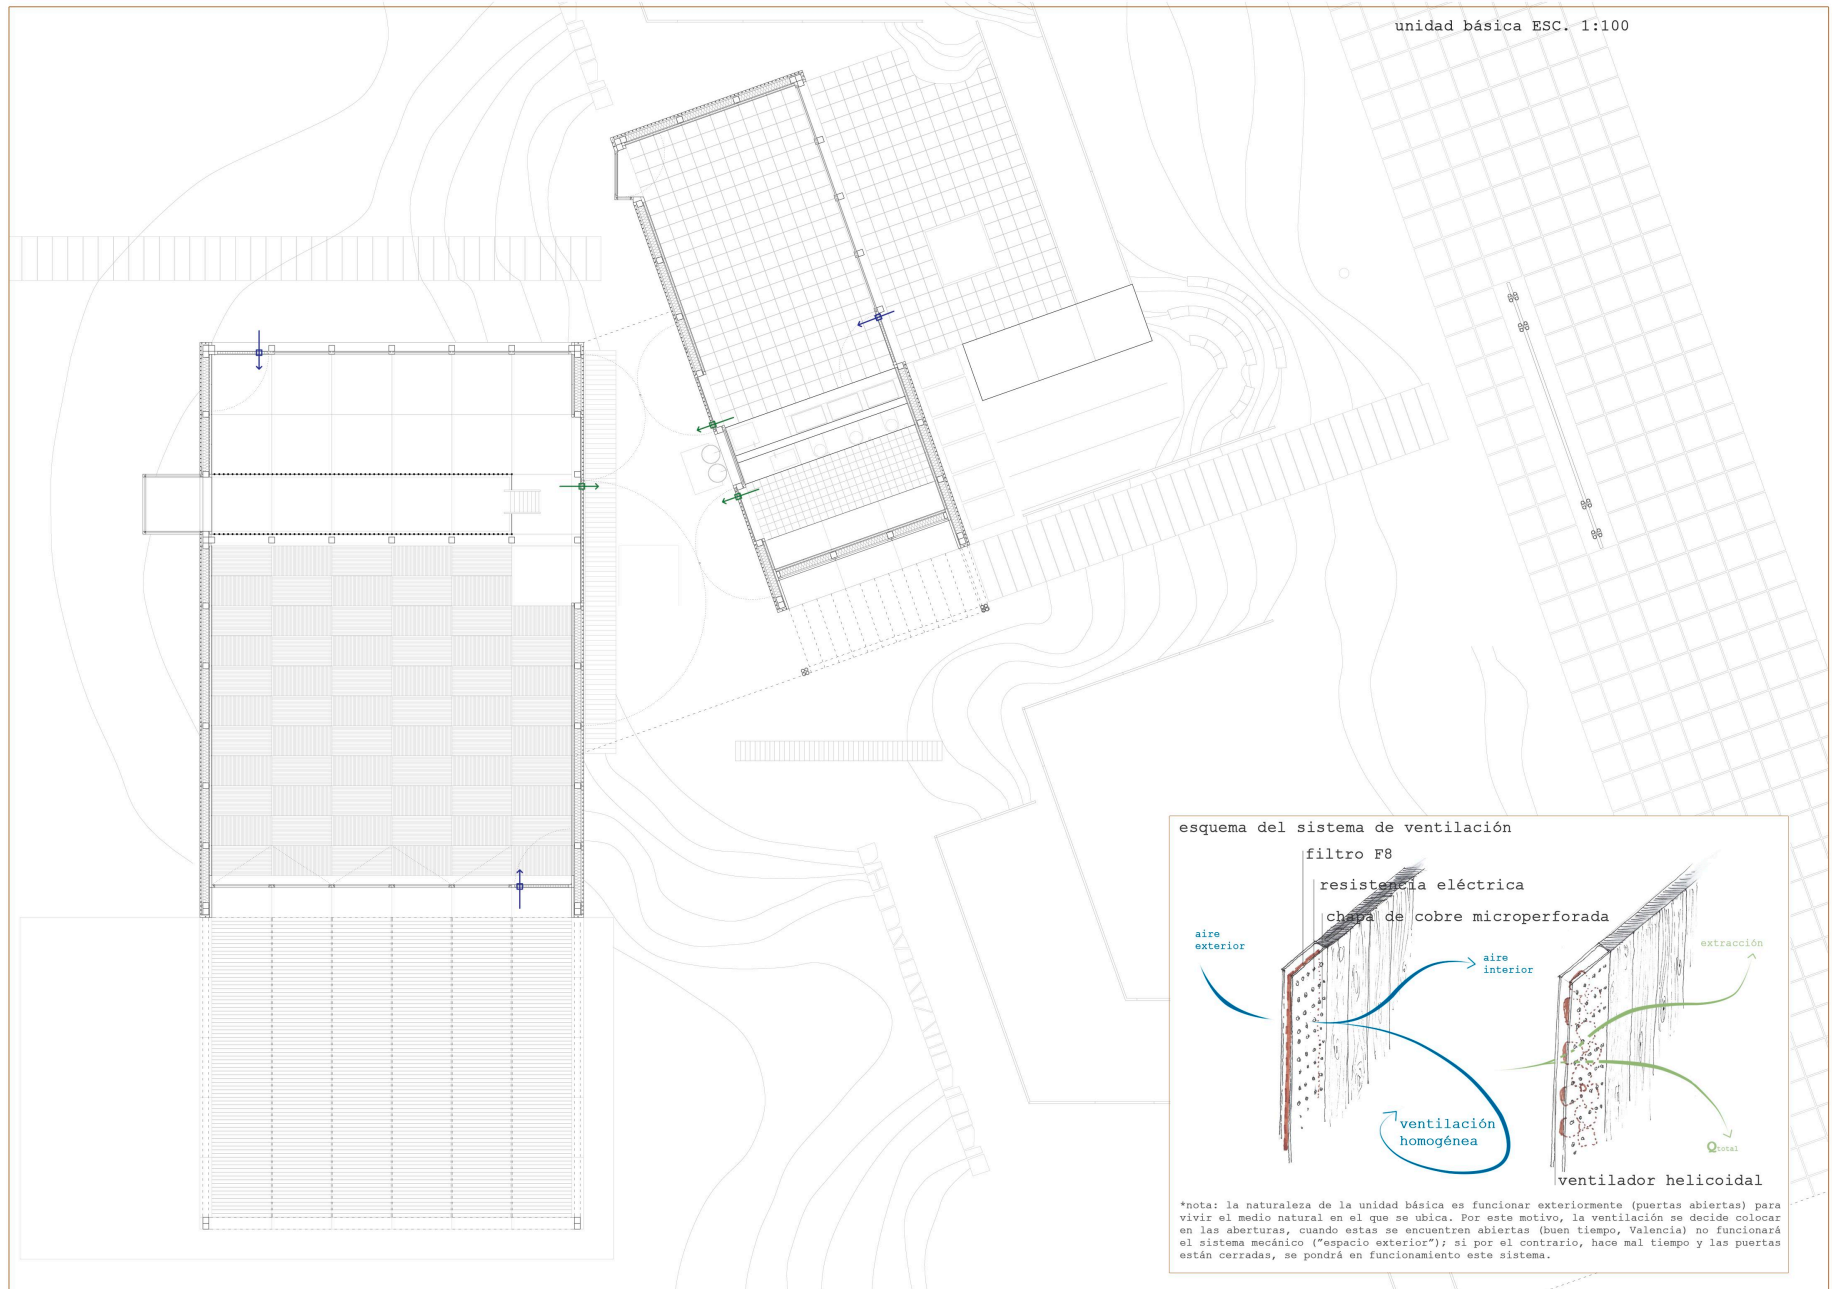 unidad básica ESC. 1:100
esquema del sistema de ventilación
filtro F8
resistencia eléctrica
chapa de cobre microperforada
aire
exterior
aire
interior
extracción
ventilación
homogénea
Qtotal
ventilador helicoidal
*nota: la naturaleza de la unidad básica es funcionar exteriormente (puertas abiertas) para
vivir el medio natural en el que se ubica. Por este motivo, la ventilación se decide colocar
en las aberturas, cuando estas se encuentren abiertas (buen tiempo, Valencia) no funcionará
el sistema mecánico ("espacio exterior"); si por el contrario, hace mal tiempo y las puertas
están cerradas, se pondrá en funcionamiento este sistema.